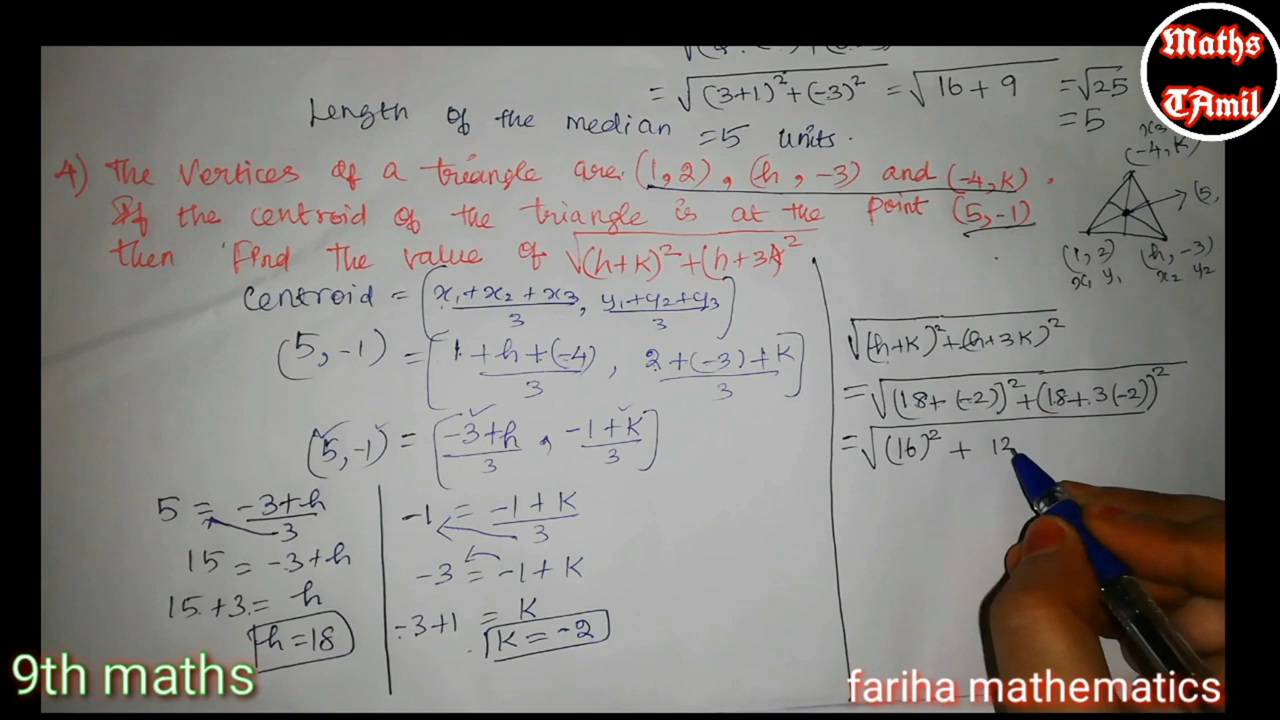 Maths
TAmil
= √(3+1)² + (-3)² = √16 + 9 = √25
Length of the median = 5 units. = 5
4) The vertices of a triangle are (1, 2), (h, -3) and (-4, K).
If the centroid of the triangle is at the point (5, -1)
then Find the value of √(h+K)² + (h+3K)²
(-4, K)
(5,
(1, 2) (h, -3)
x₁ y₁ x₂ y₂
centroid = [x₁ + x₂ + x₃ / 3, y₁ + y₂ + y₃ / 3]
(5, -1) = [1 + h + (-4) / 3, 2 + (-3) + K / 3]
(5, -1) = [-3 + h / 3, -1 + K / 3]
5 = -3 + h / 3
15 = -3 + h
15 + 3 = h
h = 18
-1 = -1 + K / 3
-3 = -1 + K
-3 + 1 = K
K = -2
√(h+K)² + (h+3K)²
= √(18 + (-2))² + (18 + 3(-2))²
= √(16)² + 12
9th maths
fariha mathematics